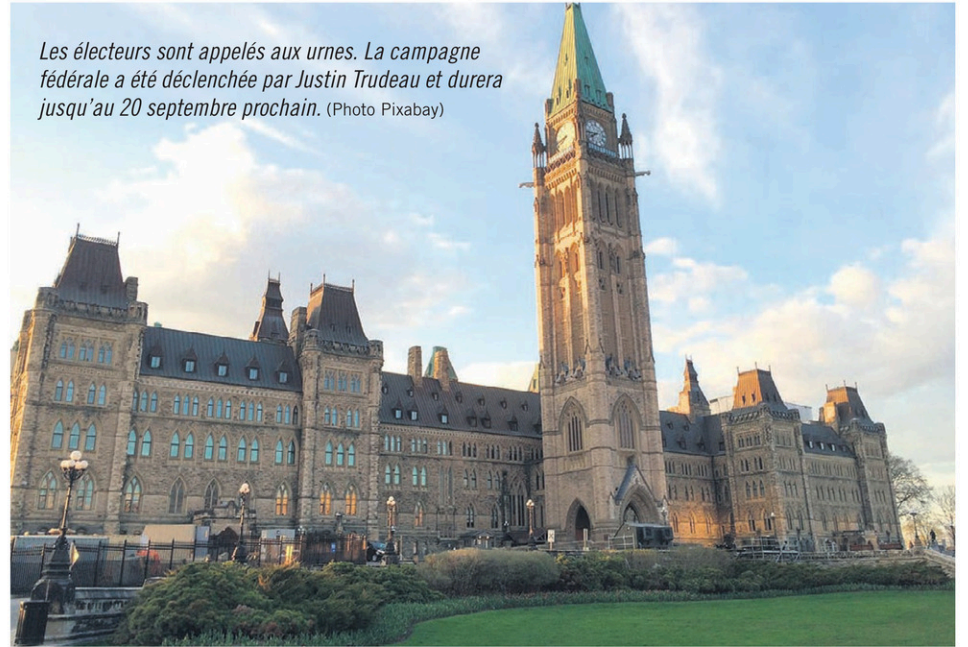 Les électeurs sont appelés aux urnes. La campagne
fédérale a été déclenchée par Justin Trudeau et durera
jusqu'au 20 septembre prochain. (Photo Pixabay)